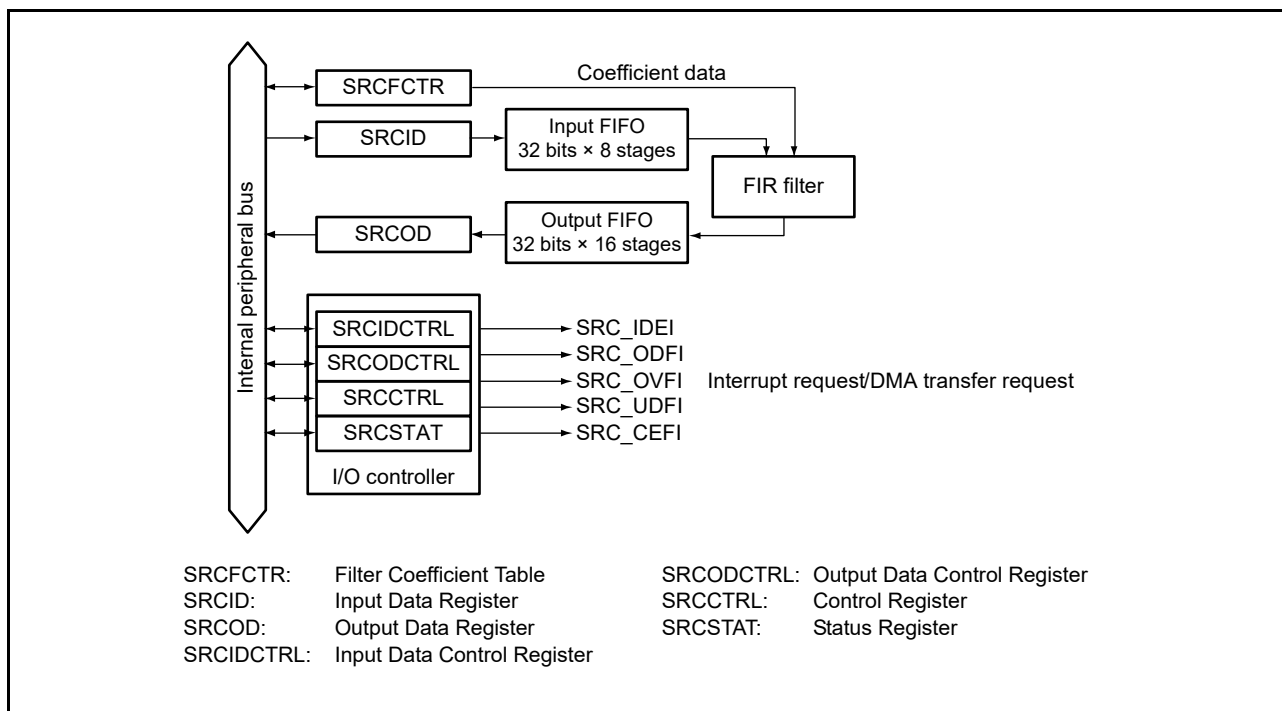 Internal peripheral bus
SRCFCTR
Coefficient data
SRCID
Input FIFO
32 bits × 8 stages
FIR filter
SRCOD
Output FIFO
32 bits × 16 stages
SRCIDCTRL
SRCODCTRL
SRCCTRL
SRCSTAT
I/O controller
SRC_IDEI
SRC_ODFI
SRC_OVFI
SRC_UDFI
SRC_CEFI
Interrupt request/DMA transfer request
SRCFCTR: Filter Coefficient Table
SRCID: Input Data Register
SRCOD: Output Data Register
SRCIDCTRL: Input Data Control Register
SRCODCTRL: Output Data Control Register
SRCCTRL: Control Register
SRCSTAT: Status Register